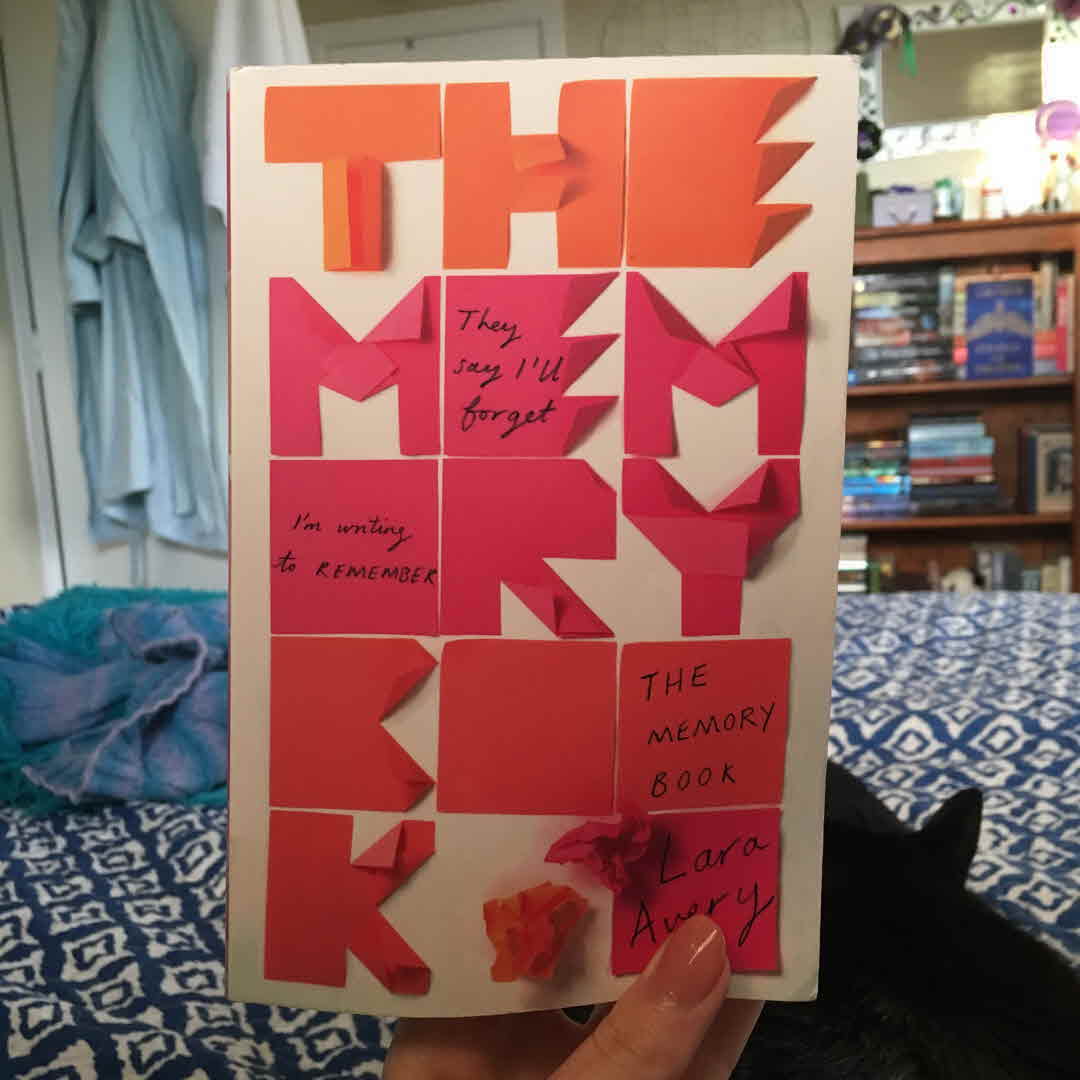 THE
MEM
They
say I'll
forget
ORY
I'm writing
to REMEMBER
BOO
THE
MEMORY
BOOK
K
Lara
Avery